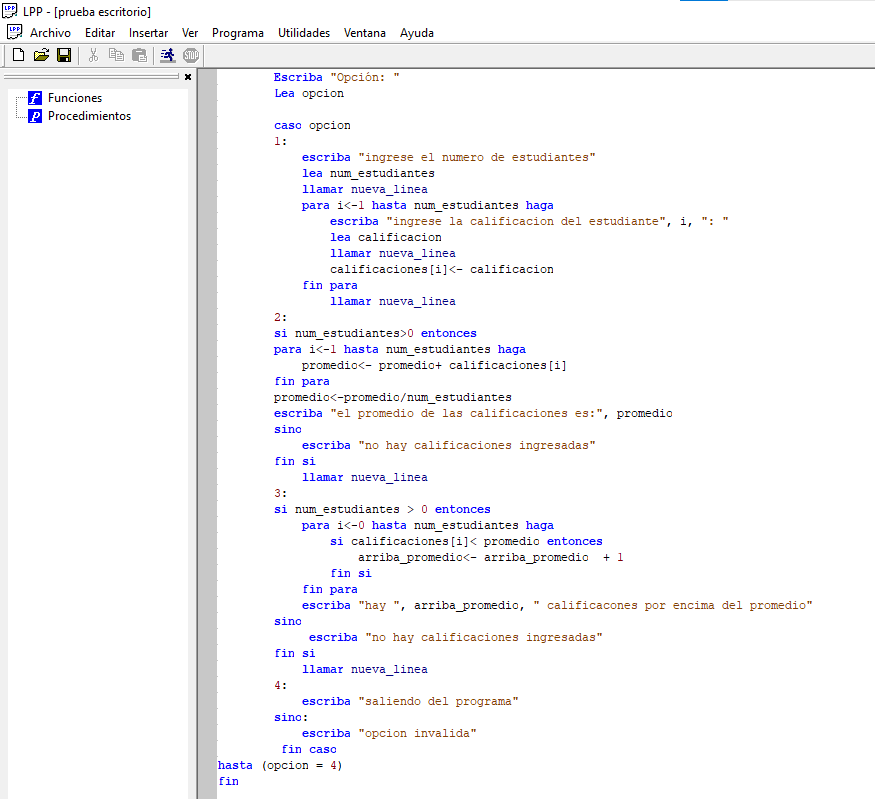 LPP - [prueba escritorio]
Archivo Editar Insertar Ver Programa Utilidades Ventana Ayuda
Funciones
Procedimientos
Escriba "Opción: "
Lea opcion
caso opcion
1:
escriba "ingrese el numero de estudiantes"
lea num_estudiantes
llamar nueva_linea
para i<-1 hasta num_estudiantes haga
escriba "ingrese la calificacion del estudiante", i, ": "
lea calificacion
llamar nueva_linea
calificaciones[i]<- calificacion
fin para
llamar nueva_linea
2:
si num_estudiantes>0 entonces
para i<-1 hasta num_estudiantes haga
promedio<- promedio+ calificaciones[i]
fin para
promedio<-promedio/num_estudiantes
escriba "el promedio de las calificaciones es:", promedio
sino
escriba "no hay calificaciones ingresadas"
fin si
llamar nueva_linea
3:
si num_estudiantes > 0 entonces
para i<-0 hasta num_estudiantes haga
si calificaciones[i]< promedio entonces
arriba_promedio<- arriba_promedio  + 1
fin si
fin para
escriba "hay ", arriba_promedio, " calificacones por encima del promedio"
sino
escriba "no hay calificaciones ingresadas"
fin si
llamar nueva_linea
4:
escriba "saliendo del programa"
sino:
escriba "opcion invalida"
fin caso
hasta (opcion = 4)
fin